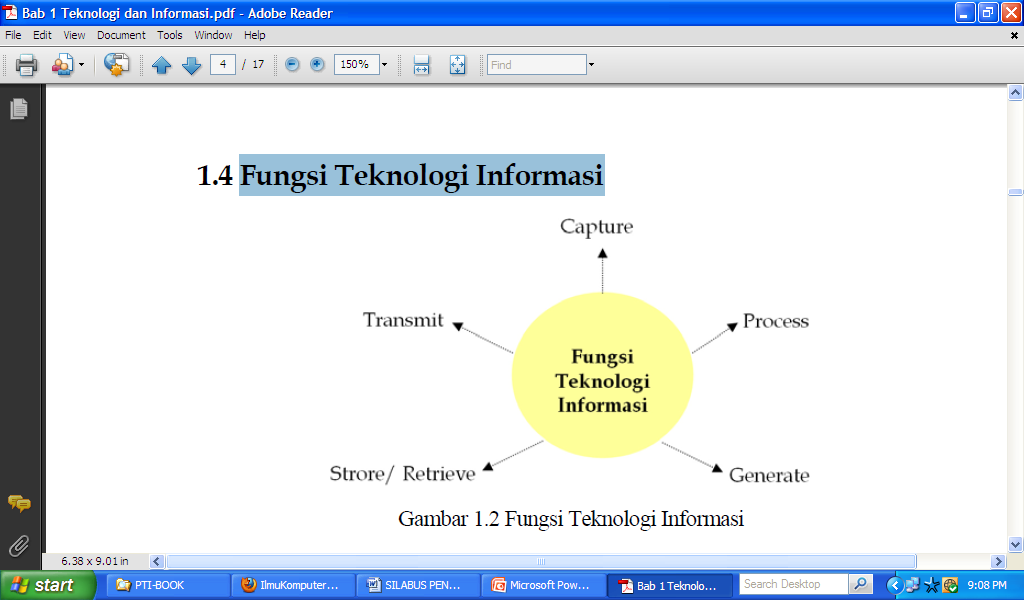 Bab 1 Teknologi dan Informasi.pdf - Adobe Reader
File Edit View Document Tools Window Help
4 / 17 150% Find
1.4 Fungsi Teknologi Informasi
Capture
Transmit
Process
Fungsi
Teknologi
Informasi
Strore/ Retrieve
Generate
Gambar 1.2 Fungsi Teknologi Informasi
6.38 x 9.01 in
start PTI-BOOK IlmuKomputer... SILABUS PEN... Microsoft Pow... Bab 1 Teknolo... Search Desktop 9:08 PM